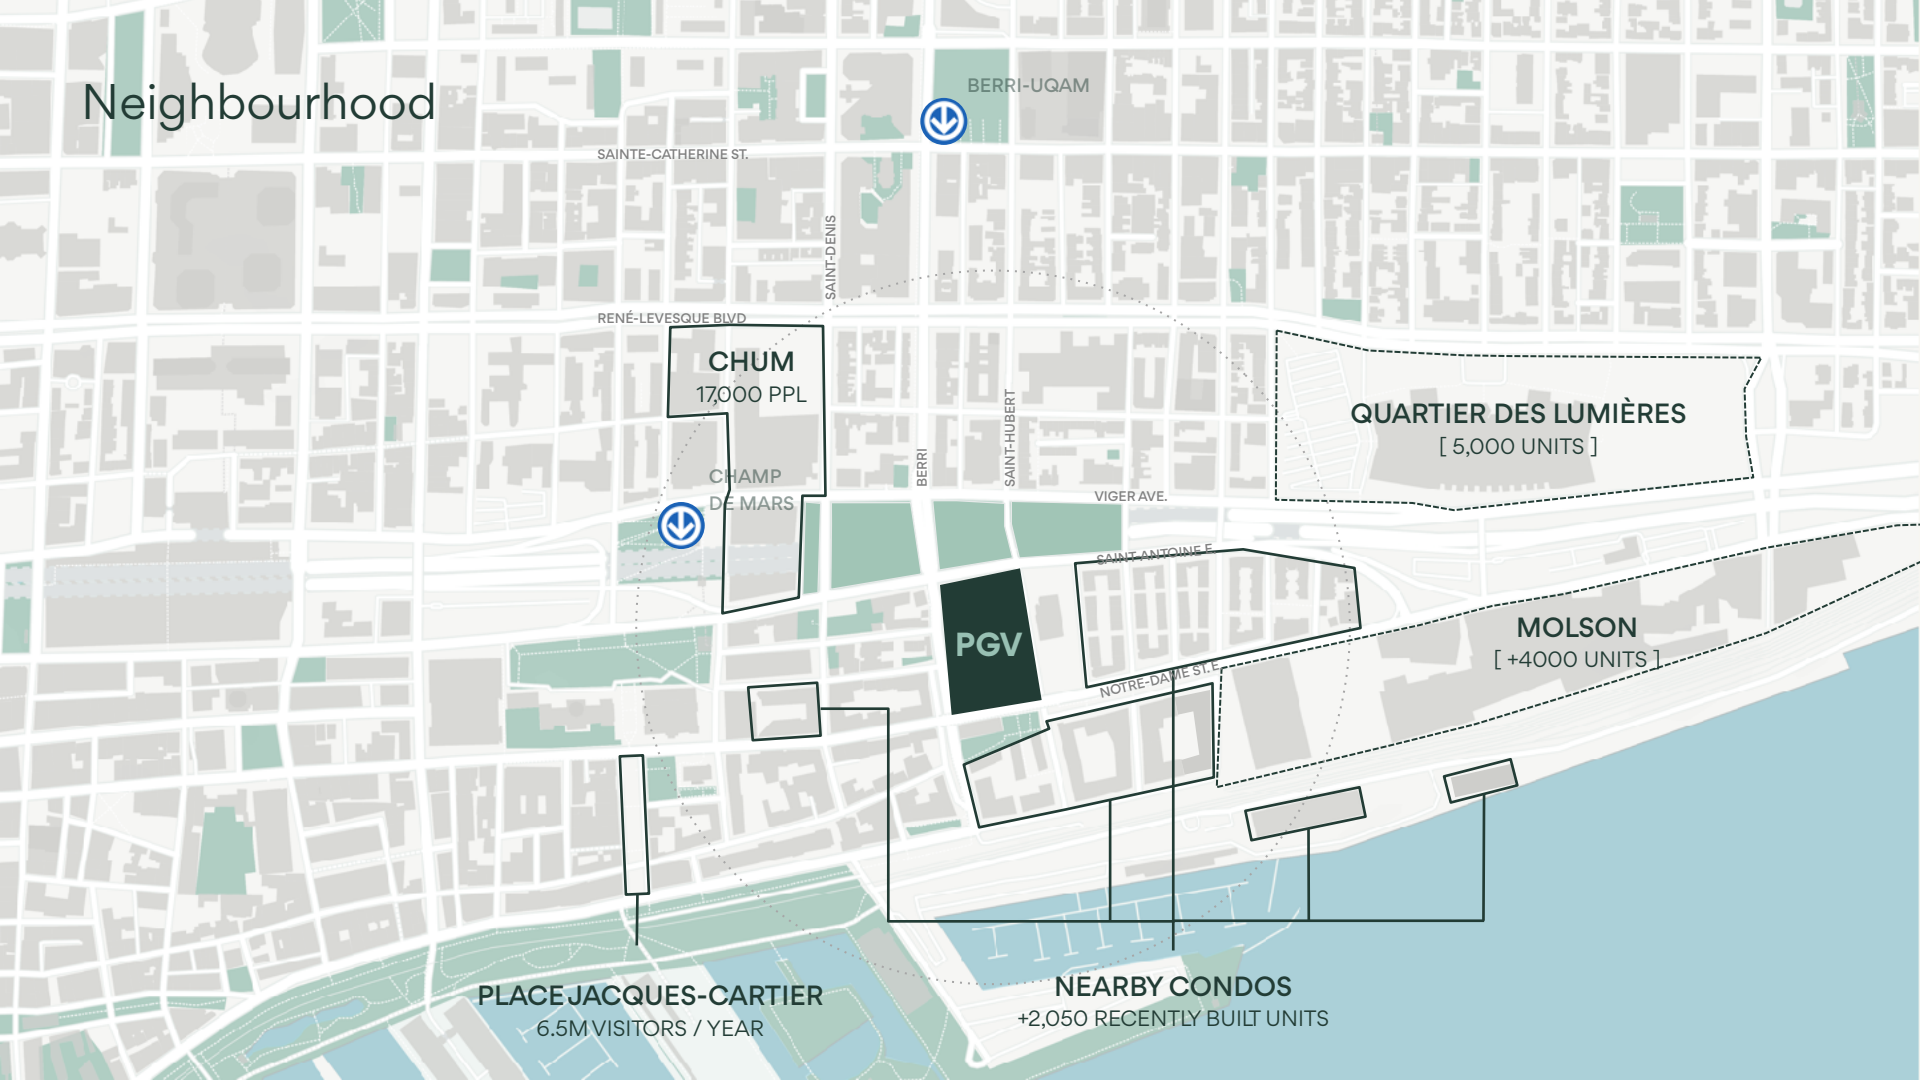 Neighbourhood
BERRI-UQAM
SAINTE-CATHERINE ST.
SAINT-DENIS
RENÉ-LEVESQUE BLVD
CHUM
17,000 PPL
CHAMP
DE MARS
BERRI
SAINT-HUBERT
VIGER AVE.
QUARTIER DES LUMIÈRES
[ 5,000 UNITS ]
SAINT-ANTOINE E.
PGV
MOLSON
[ +4000 UNITS ]
NOTRE-DAME ST. E.
PLACE JACQUES-CARTIER
6.5M VISITORS / YEAR
NEARBY CONDOS
+2,050 RECENTLY BUILT UNITS